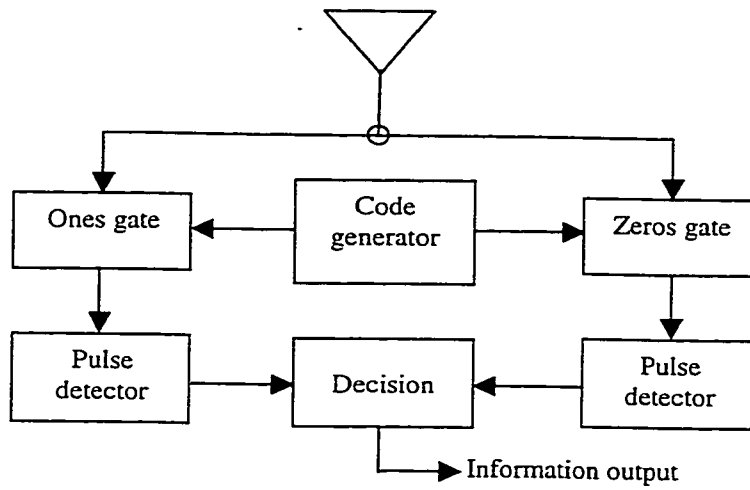 Ones gate
Code
generator
Zeros gate
Pulse
detector
Decision
Pulse
detector
Information output